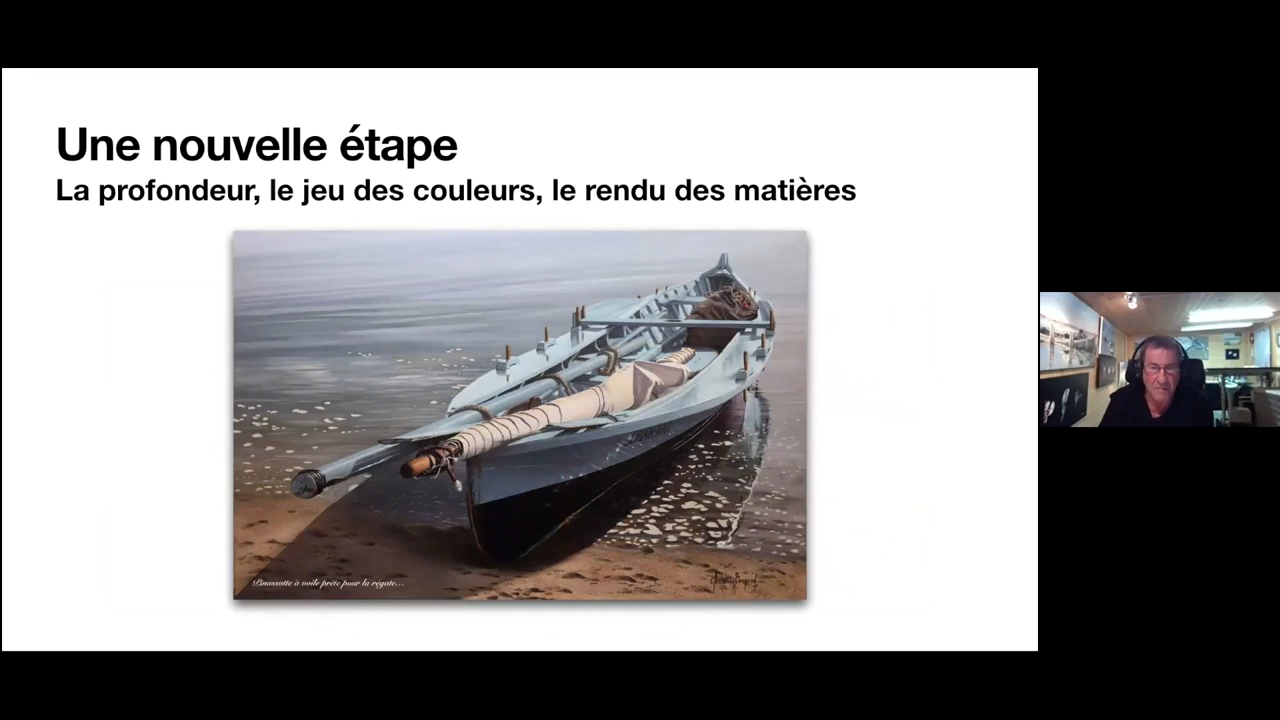 Une nouvelle étape
La profondeur, le jeu des couleurs, le rendu des matières
Pinassotte à voile prête pour la régate...